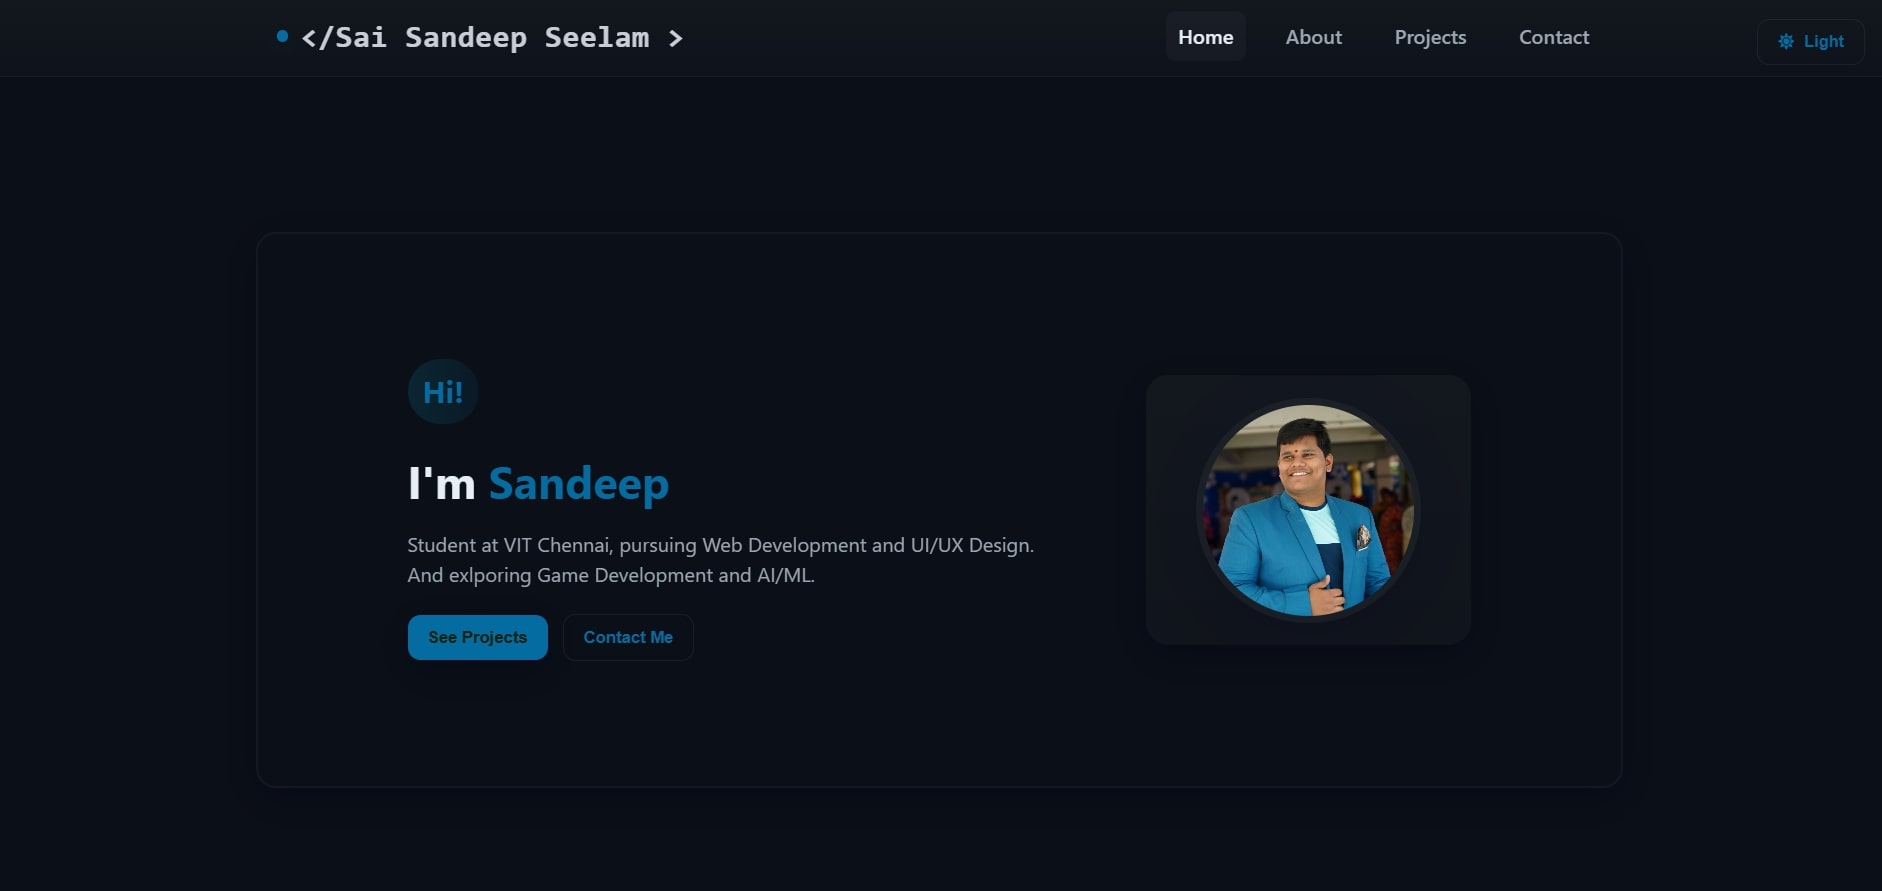 </Sai Sandeep Seelam >
Home
About
Projects
Contact
Light
Hi!
I'm Sandeep
Student at VIT Chennai, pursuing Web Development and UI/UX Design.
And exlporing Game Development and AI/ML.
See Projects
Contact Me